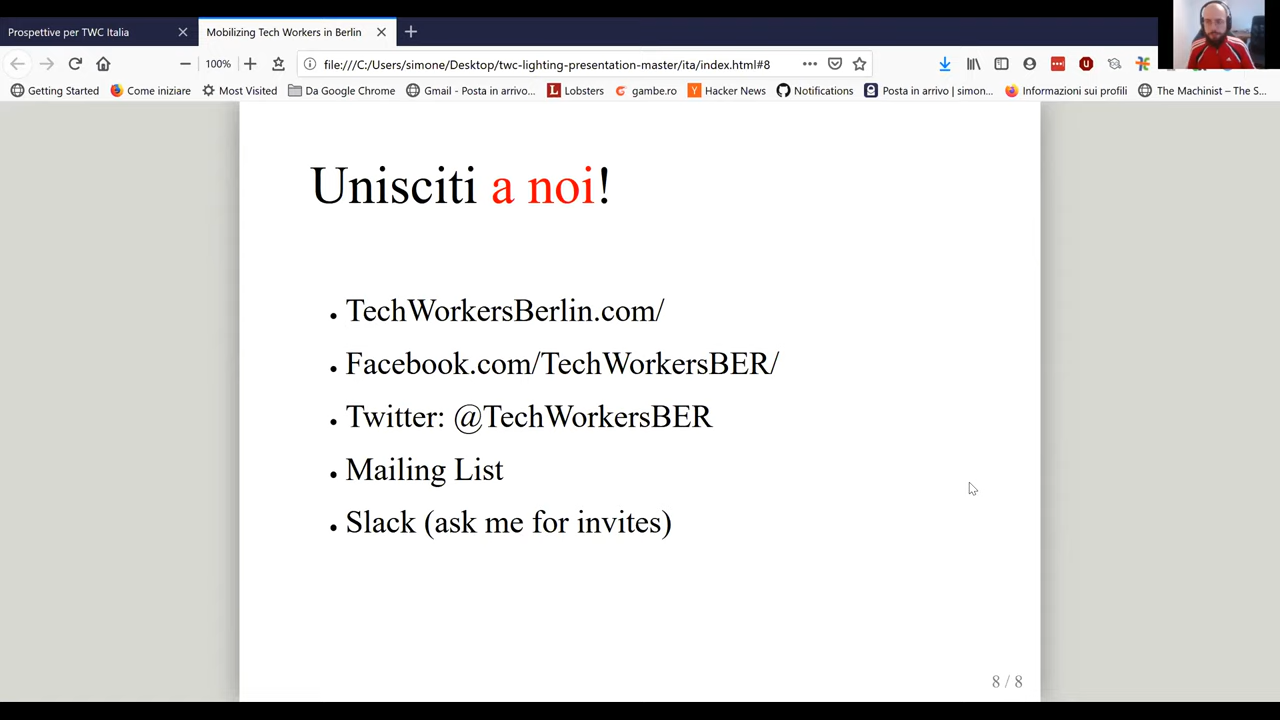 Prospettive per TWC Italia
Mobilizing Tech Workers in Berlin
100%
file:///C:/Users/simone/Desktop/twc-lighting-presentation-master/ita/index.html#8
Getting Started
Come iniziare
Most Visited
Da Google Chrome
Gmail - Posta in arrivo...
Lobsters
gambe.ro
Hacker News
Notifications
Posta in arrivo | simon...
Informazioni sui profili
The Machinist – The S...
Unisciti a noi!
• TechWorkersBerlin.com/
• Facebook.com/TechWorkersBER/
• Twitter: @TechWorkersBER
• Mailing List
• Slack (ask me for invites)
8 / 8